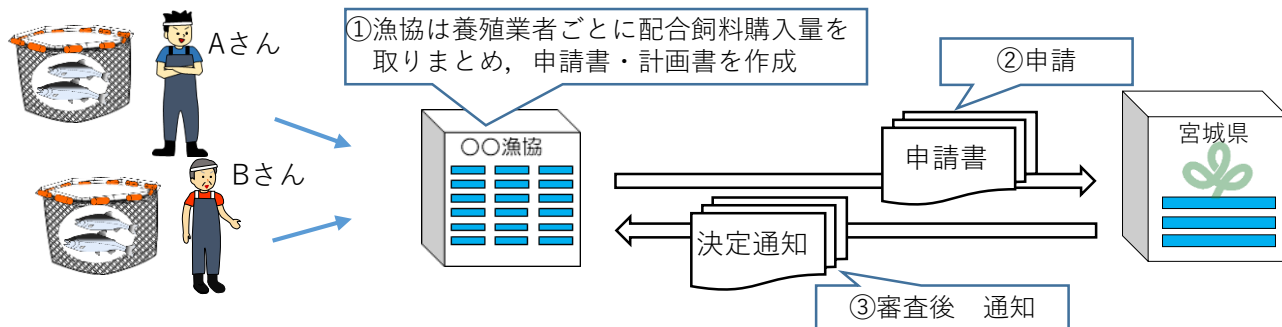 Aさん
Bさん
①漁協は養殖業者ごとに配合飼料購入量を
取りまとめ，申請書・計画書を作成
○○漁協
②申請
申請書
宮城県
決定通知
③審査後　通知